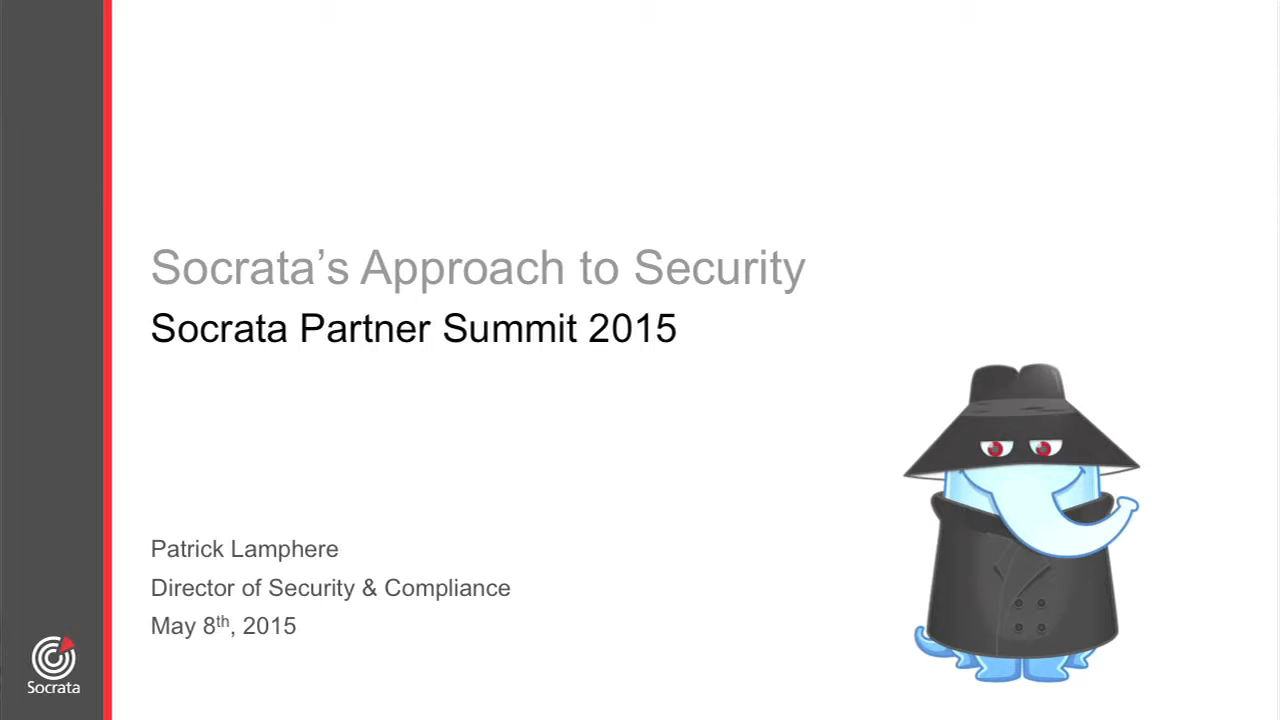 Socrata’s Approach to Security
Socrata Partner Summit 2015
Patrick Lamphere
Director of Security & Compliance
May 8th, 2015
Socrata